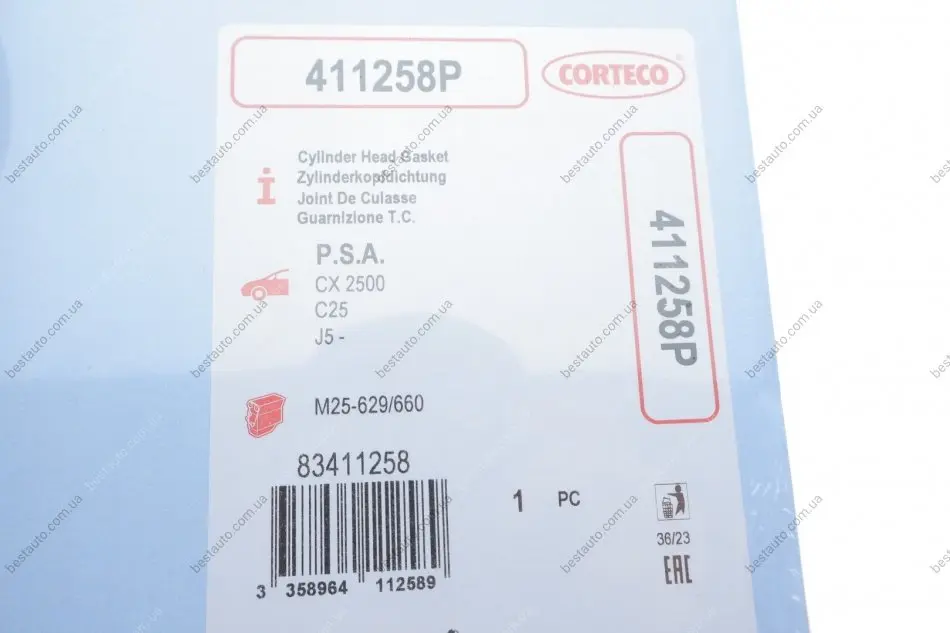 411258P
CORTECO
Cylinder Head Gasket
Zylinderkopfdichtung
Joint De Culasse
Guarnizione T.C.
P.S.A.
CX 2500
C25
J5 -
M25-629/660
83411258
3 358964 112589
1 PC
36/23
EAC
411258P
bestauto.com.ua